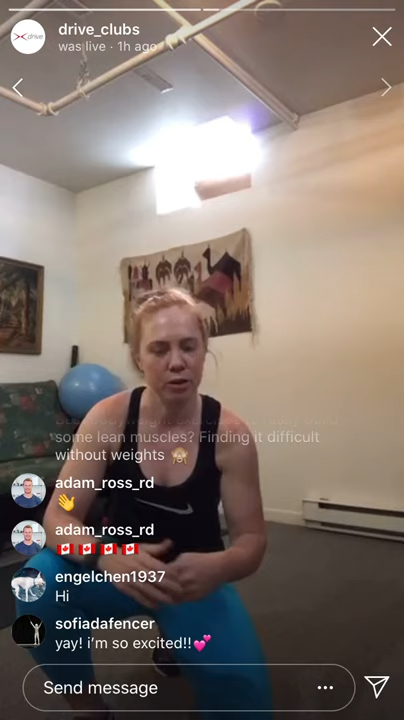 drive
drive_clubs
was live · 1h ago
some lean muscles? Finding it difficult
without weights 🙈
adam_ross_rd
👋
adam_ross_rd
🇨🇦 🇨🇦 🇨🇦 🇨🇦
engelchen1937
Hi
sofiadafencer
yay! i'm so excited!!💕
Send message